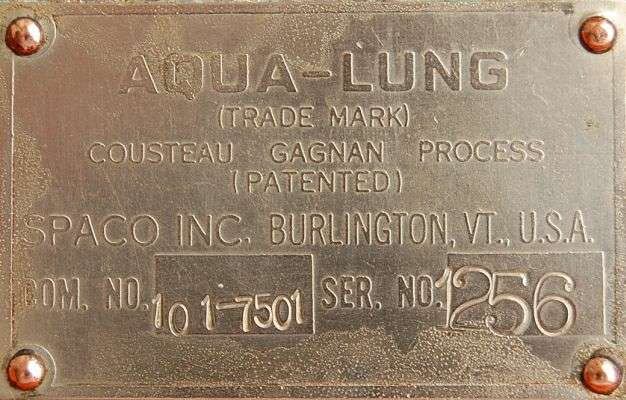 AQUA-LUNG
(TRADE MARK)
COUSTEAU GAGNAN PROCESS
(PATENTED)
SPACO INC. BURLINGTON, VT., U.S.A.
COM. NO. 101-7501 SER. NO. 1256